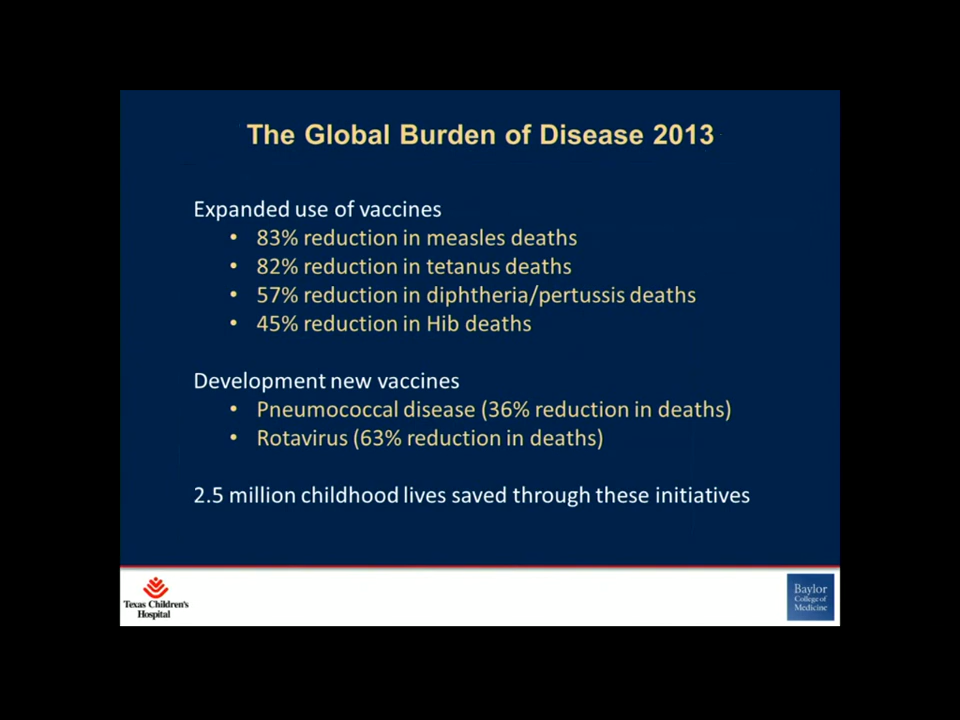 The Global Burden of Disease 2013
Expanded use of vaccines
• 83% reduction in measles deaths
• 82% reduction in tetanus deaths
• 57% reduction in diphtheria/pertussis deaths
• 45% reduction in Hib deaths
Development new vaccines
• Pneumococcal disease (36% reduction in deaths)
• Rotavirus (63% reduction in deaths)
2.5 million childhood lives saved through these initiatives
Texas Children's
Hospital
Baylor
College of
Medicine